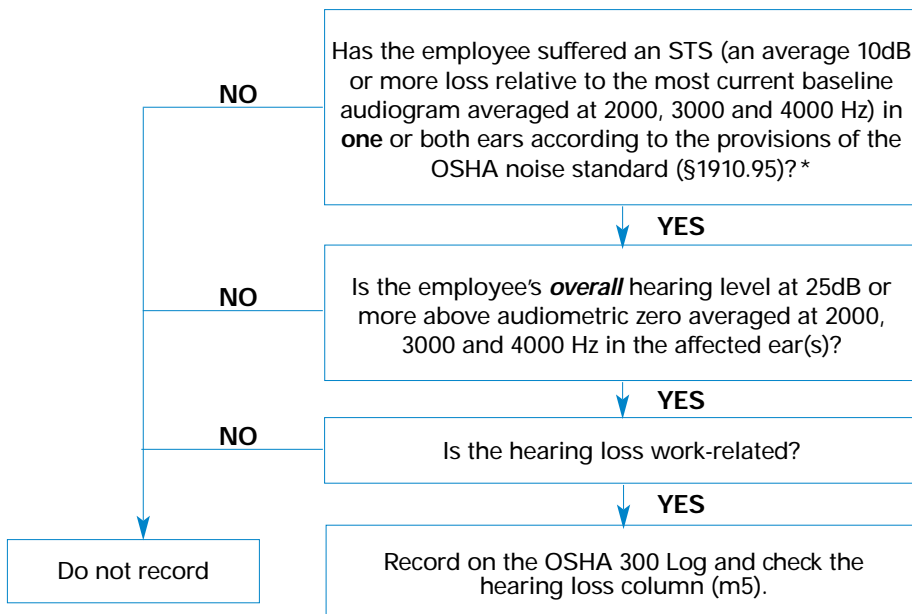 Has the employee suffered an STS (an average 10dB
or more loss relative to the most current baseline
audiogram averaged at 2000, 3000 and 4000 Hz) in
one or both ears according to the provisions of the
OSHA noise standard (§1910.95)?*
NO
YES
Is the employee's overall hearing level at 25dB or
more above audiometric zero averaged at 2000,
3000 and 4000 Hz in the affected ear(s)?
NO
YES
Is the hearing loss work-related?
NO
YES
Do not record
Record on the OSHA 300 Log and check the
hearing loss column (m5).